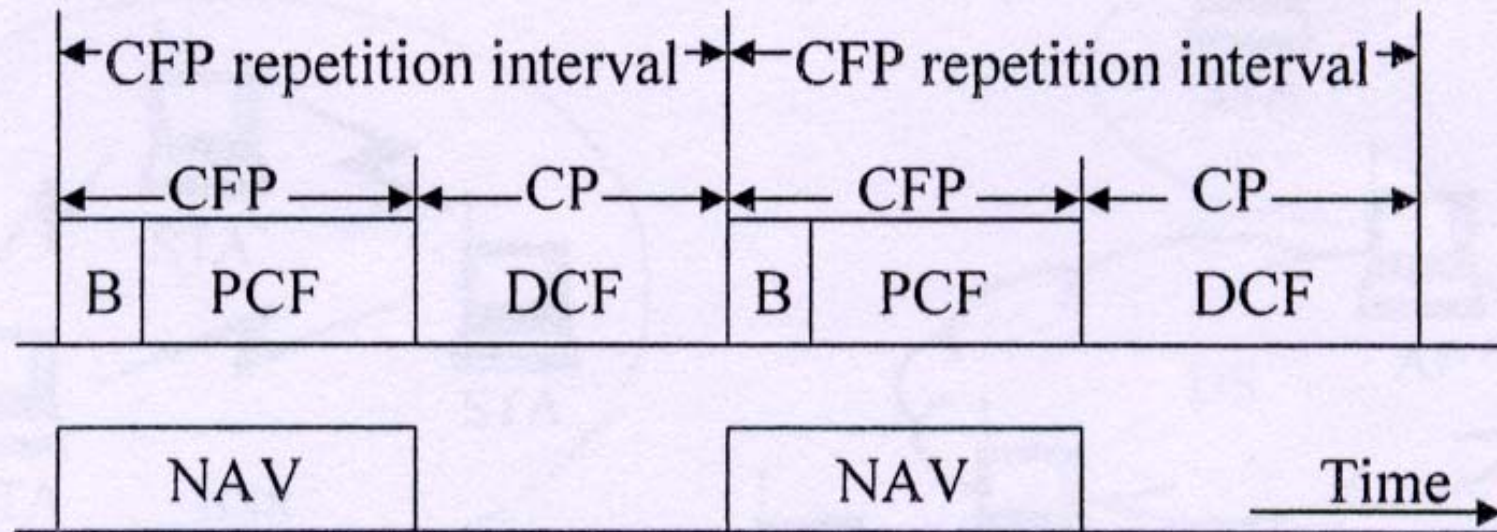 CFP repetition interval CFP repetition interval
CFP CP CFP CP
B PCF DCF B PCF DCF
NAV NAV Time